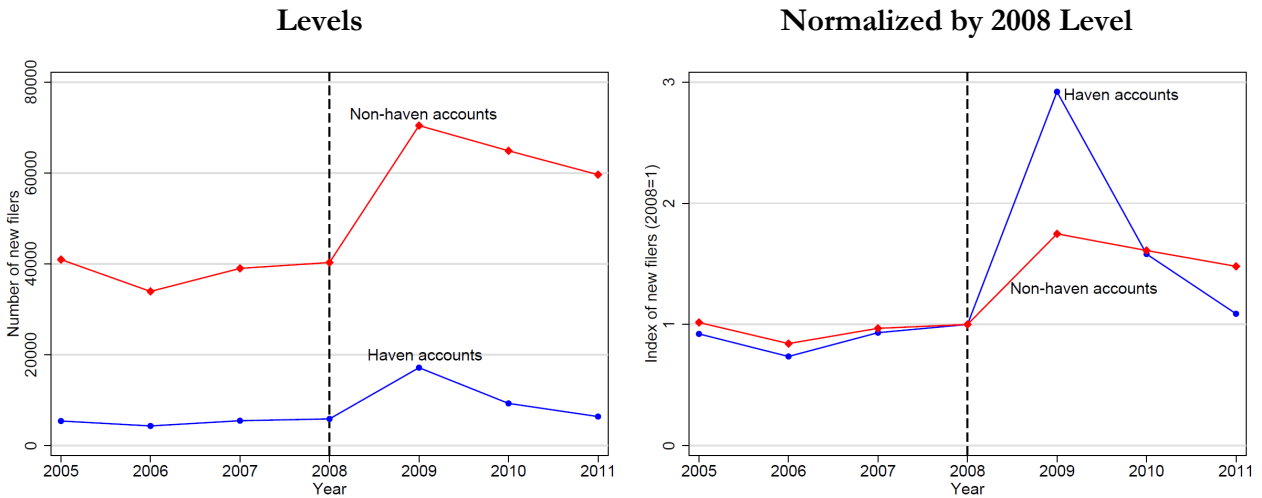 Levels
Number of new filers
80000
60000
40000
20000
0
Non-haven accounts
Haven accounts
2005 2006 2007 2008 2009 2010 2011
Year
Normalized by 2008 Level
Index of new filers (2008=1)
3
2
1
0
Haven accounts
Non-haven accounts
2005 2006 2007 2008 2009 2010 2011
Year